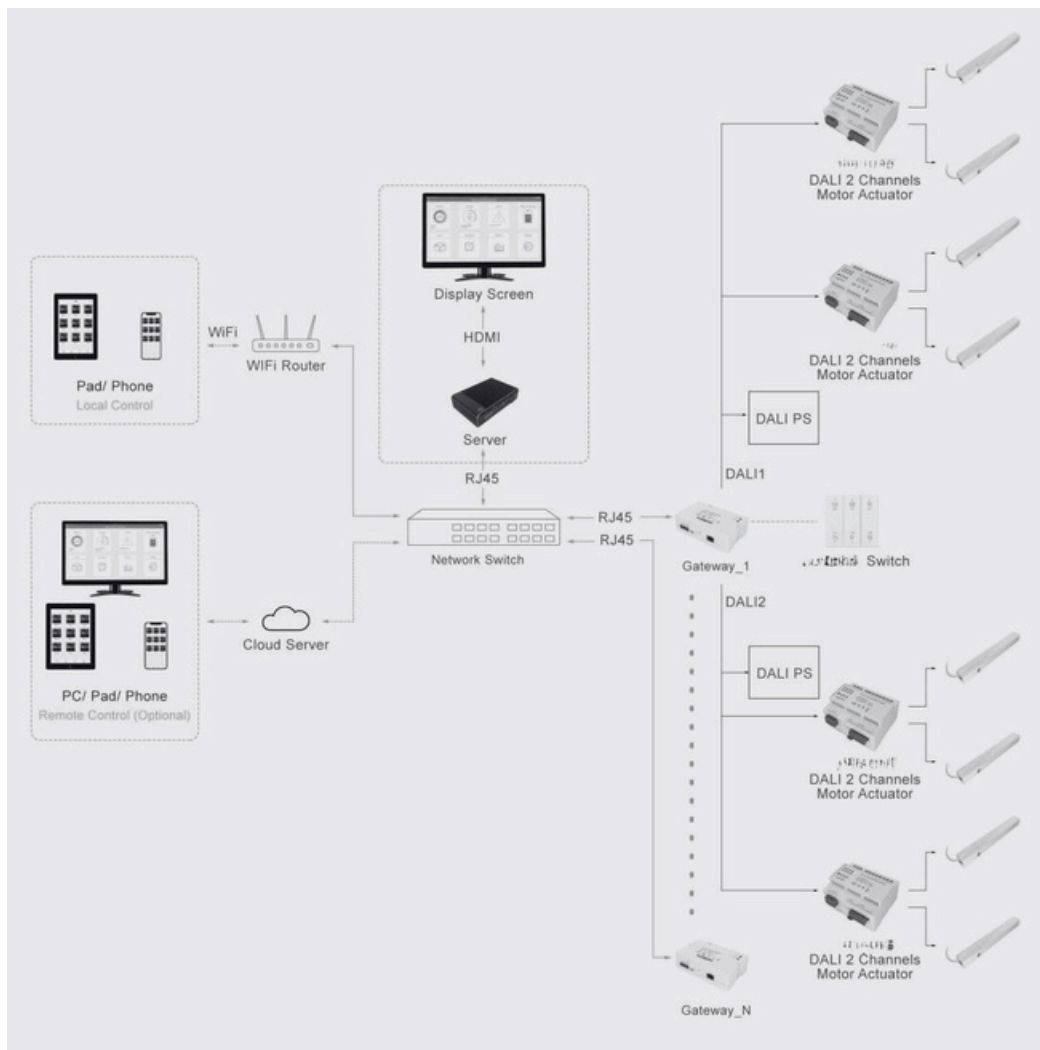 DALI 2 Channels
Motor Actuator
Display Screen
HDMI
WiFi
WIFi Router
DALI 2 Channels
Motor Actuator
Pad/ Phone
Local Control
DALI PS
Server
RJ45
DALI1
RJ45
RJ45
Network Switch
Gateway_1
Switch
DALI2
Cloud Server
DALI PS
PC/ Pad/ Phone
Remote Control (Optional)
DALI 2 Channels
Motor Actuator
DALI 2 Channels
Motor Actuator
Gateway_N